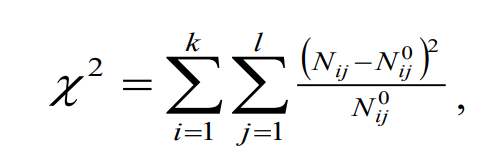 χ² = ∑_{i=1}^{k} ∑_{j=1}^{l} (N_{ij} − N_{ij}^{0})² / N_{ij}^{0} ,